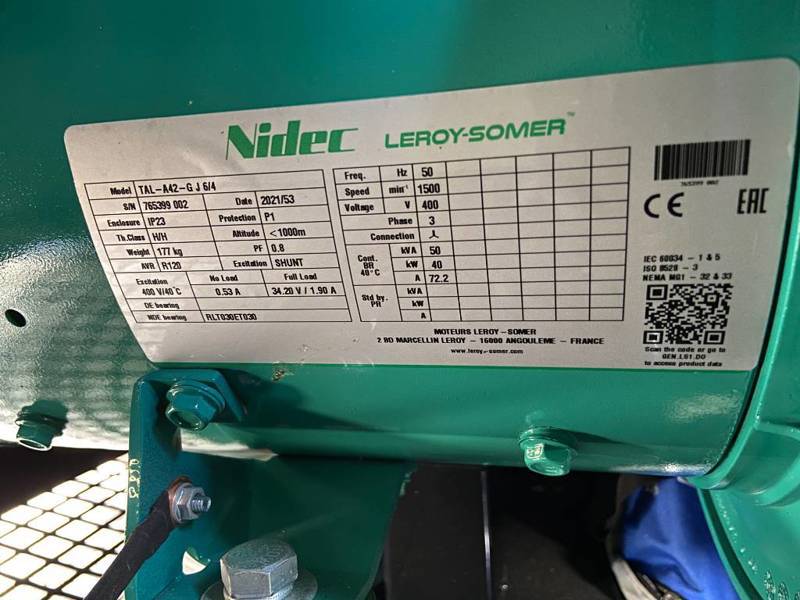 Nidec LEROY-SOMER™
Model TAL-A42-G J 6/4
S/N 765399 002 Date 2021/53
Enclosure IP23 Protection P1
Th.Class H/H Altitude <1000m
Weight 177 kg PF 0.8
AVR R120 Excitation SHUNT
Excitation No Load Full Load
400 V/40°C 0.53 A 34.20 V / 1.90 A
DE bearing
NDE bearing RLT030ET030
Freq. Hz 50
Speed min-1 1500
Voltage V 400
Phase 3
Connection
Cont. BR 40°C
kVA 50
kW 40
A 72.2
Std by. PR
kVA
kW
A
MOTEURS LEROY-SOMER
2 BD MARCELLIN LEROY - 16000 ANGOULEME - FRANCE
www.leroy-somer.com
765399 002
CE EAC
IEC 60034 - 1 & 5
ISO 8528 - 3
NEMA MG1 - 32 & 33
Scan the code or go to
GEN.LS1.DO
to access product data